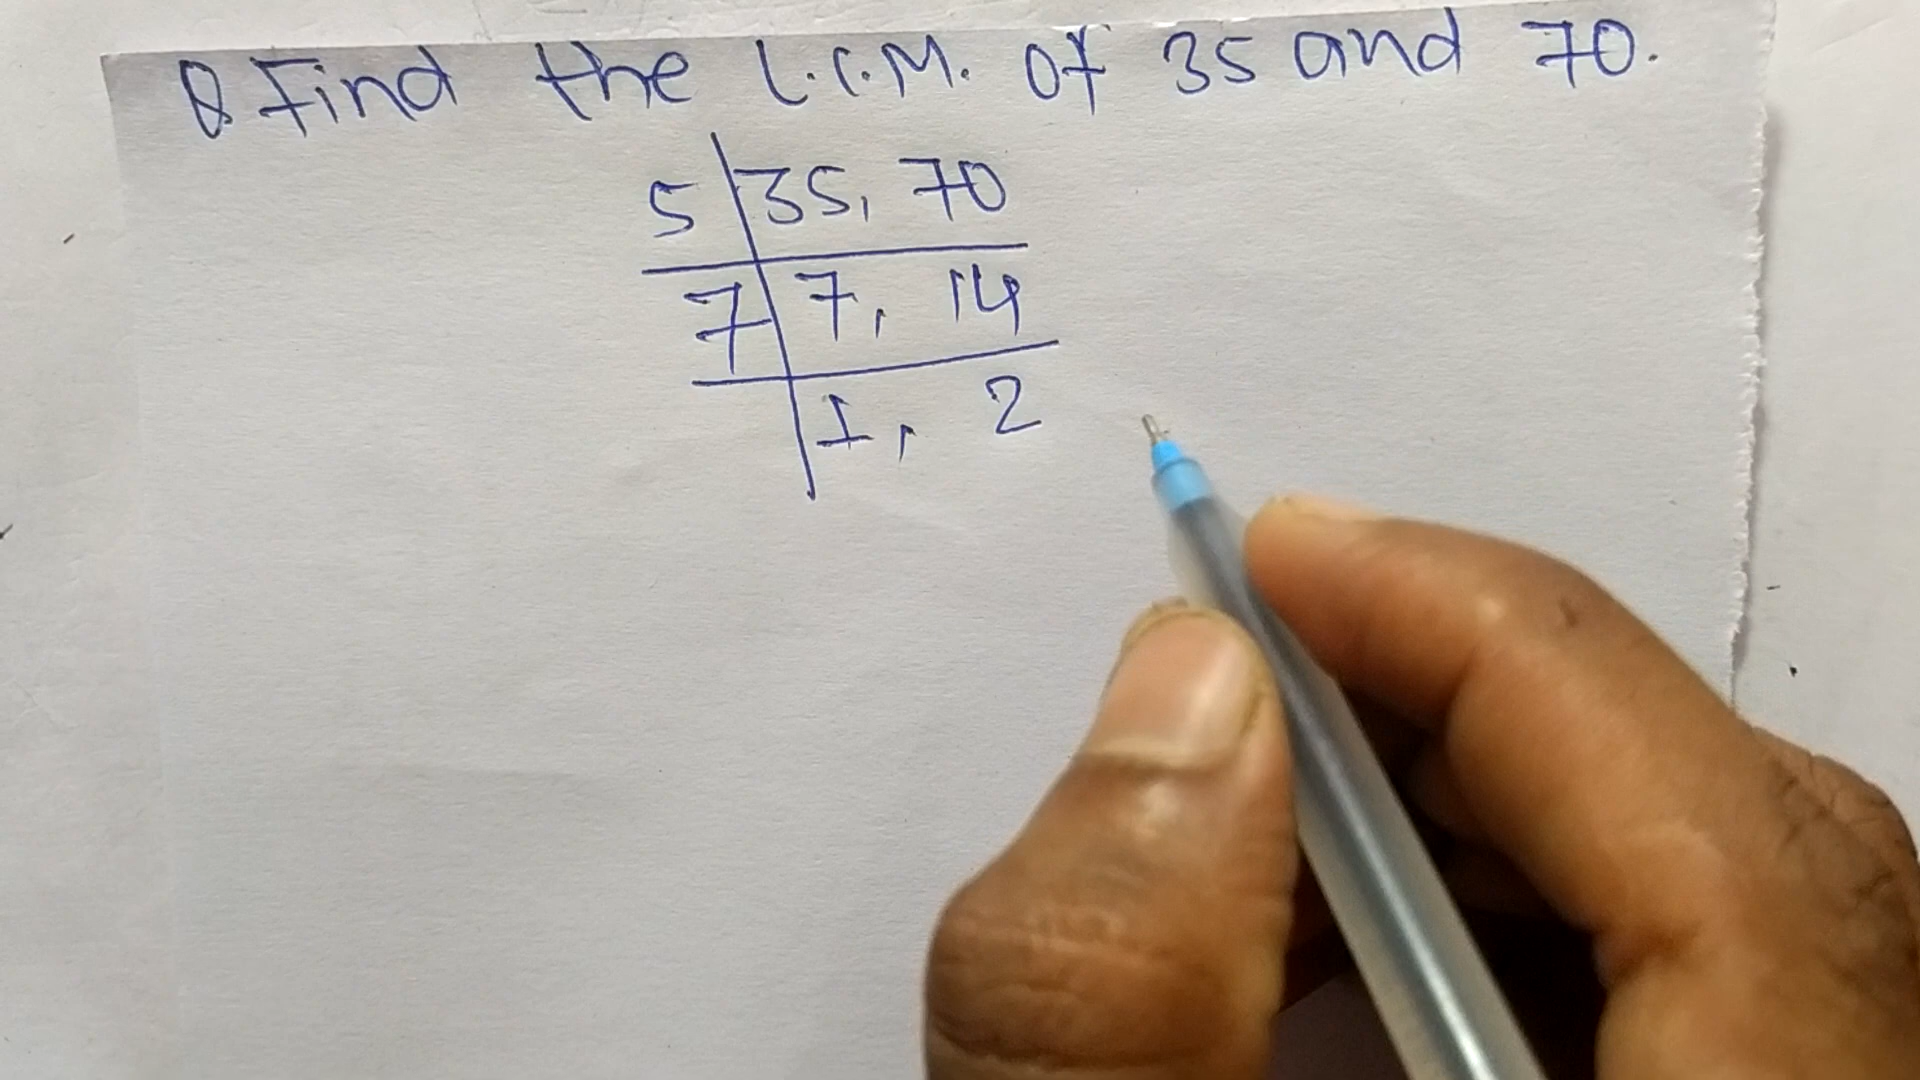 Q Find the L.C.M. of 35 and 70.
5 | 35, 70
7 | 7, 14
| 1, 2